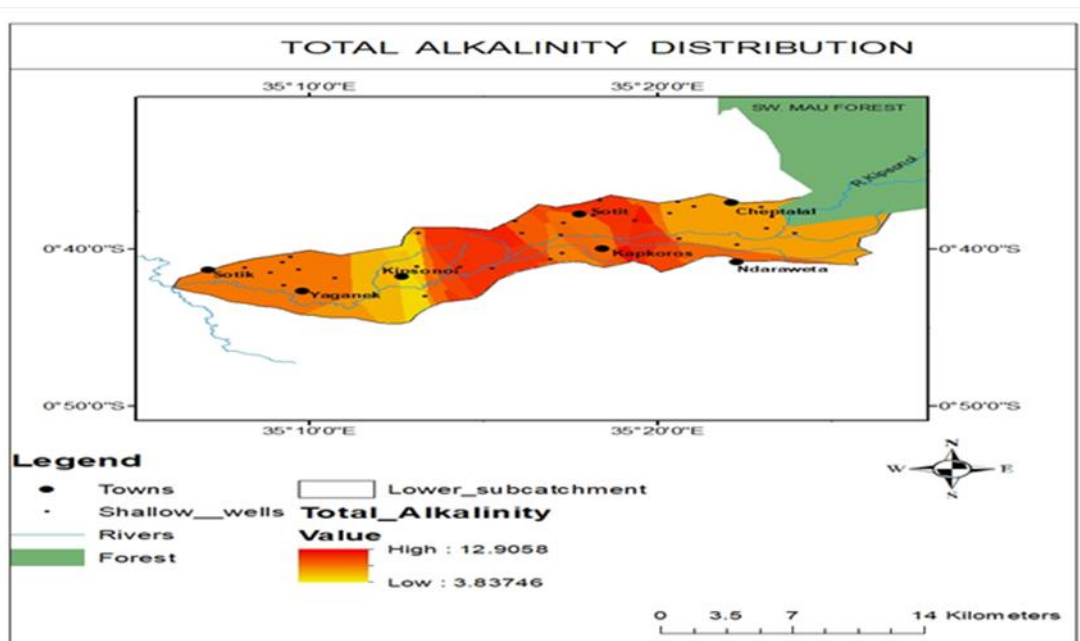 TOTAL ALKALINITY DISTRIBUTION
35°10'0"E 35°20'0"E
SW. MAU FOREST
R.Kipsonoi
Sotit Cheptalal
0°40'0"S 0°40'0"S
Kapkoros
Sotik Kipsonoi Ndaraweta
Yaganek
0°50'0"S 0°50'0"S
35°10'0"E 35°20'0"E
Legend
N
W E
S
Towns Lower_subcatchment
Shallow__wells Total_Alkalinity
Rivers Value
High : 12.9058
Forest
Low : 3.83746
0 3.5 7 14 Kilometers